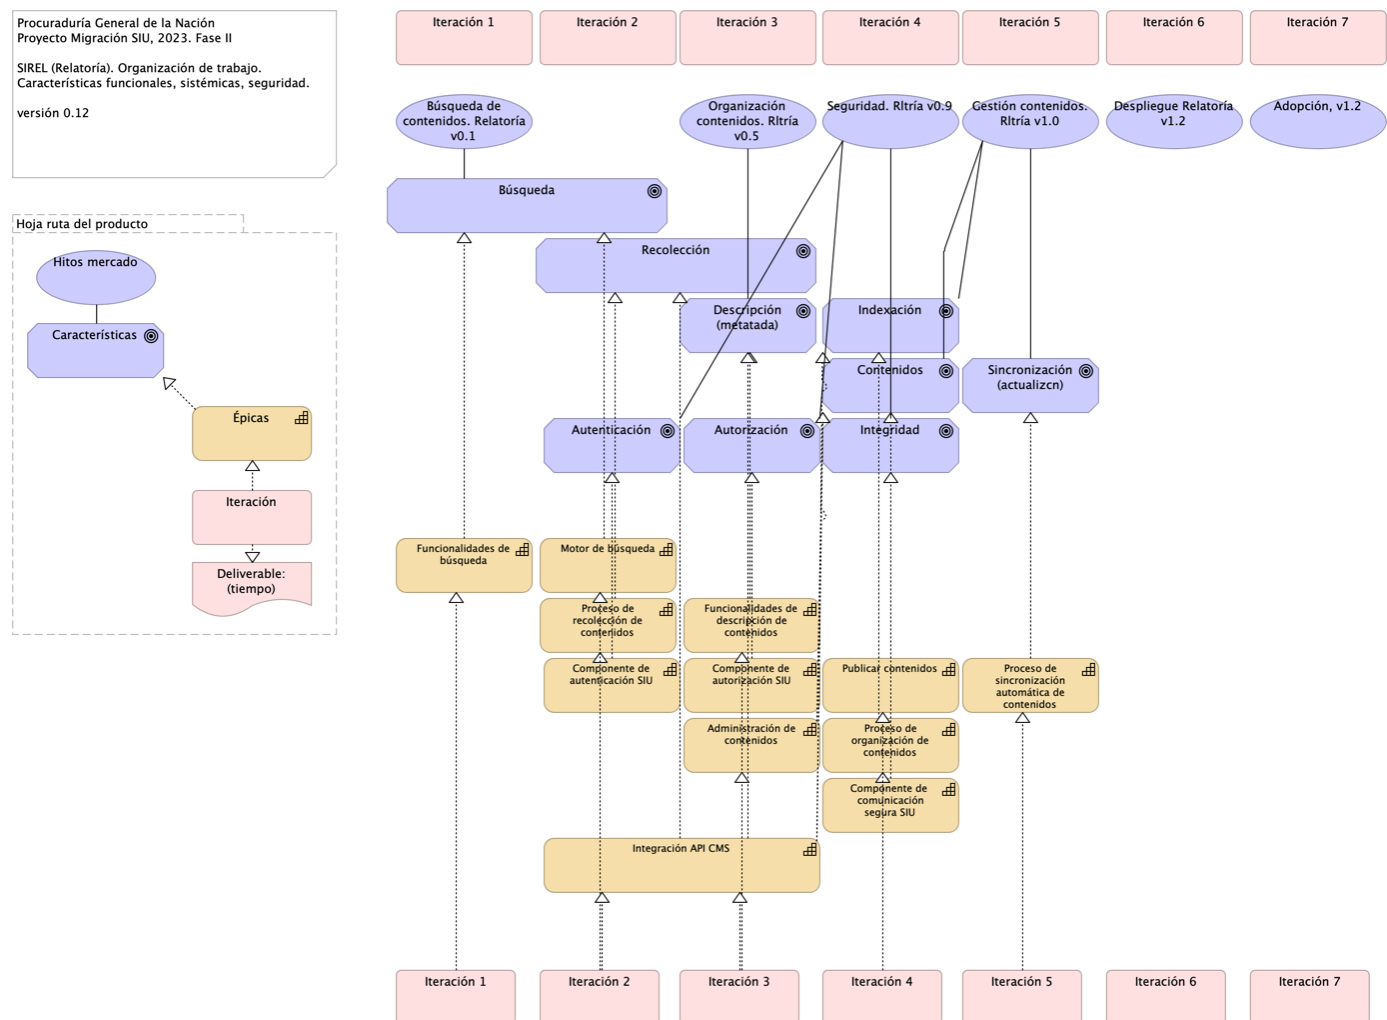 Procuraduría General de la Nación
Proyecto Migración SIU, 2023. Fase II
SIREL (Relatoría). Organización de trabajo.
Características funcionales, sistémicas, seguridad.
versión 0.12
Hoja ruta del producto
Hitos mercado
Características
Épicas
Iteración
Deliverable:
(tiempo)
Iteración 1
Iteración 2
Iteración 3
Iteración 4
Iteración 5
Iteración 6
Iteración 7
Búsqueda de
contenidos. Relatoría
v0.1
Organización
contenidos. Rltría
v0.5
Seguridad. Rltría v0.9
Gestión contenidos.
Rltría v1.0
Despliegue Relatoría
v1.2
Adopción, v1.2
Búsqueda
Recolección
Descripción
(metatada)
Indexación
Contenidos
Sincronización
(actualizcn)
Autenticación
Autorización
Integridad
Funcionalidades de
búsqueda
Motor de búsqueda
Proceso de
recolección de
contenidos
Funcionalidades de
descripción de
contenidos
Componente de
autenticación SIU
Componente de
autorización SIU
Publicar contenidos
Proceso de
sincronización
automática de
contenidos
Administración de
contenidos
Proceso de
organización de
contenidos
Componente de
comunicación
segura SIU
Integración API CMS
Iteración 1
Iteración 2
Iteración 3
Iteración 4
Iteración 5
Iteración 6
Iteración 7